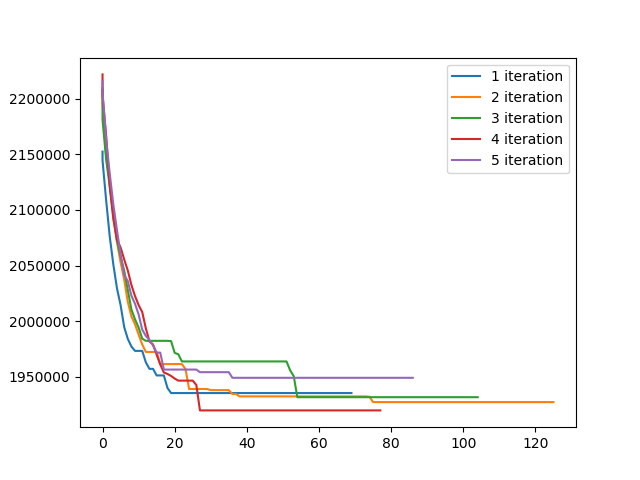 1 iteration
2 iteration
3 iteration
4 iteration
5 iteration
2200000
2150000
2100000
2050000
2000000
1950000
0 20 40 60 80 100 120